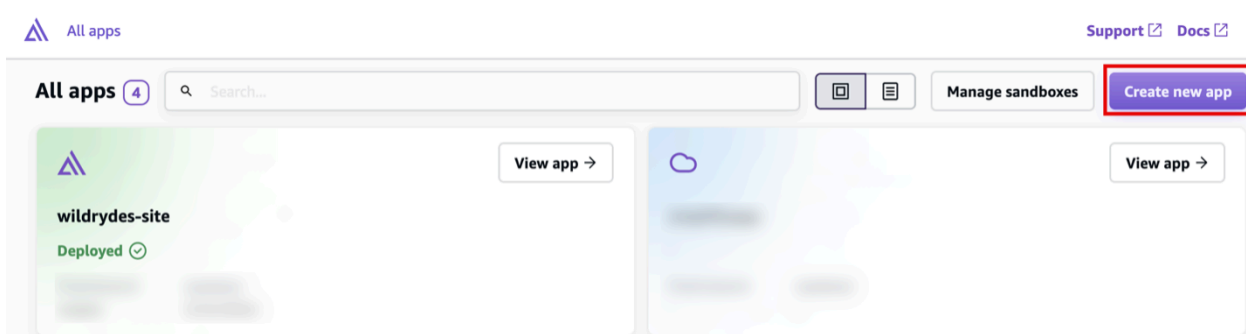 All apps
Support Docs
All apps 4 Search... Manage sandboxes Create new app
View app → View app →
wildrydes-site
Deployed